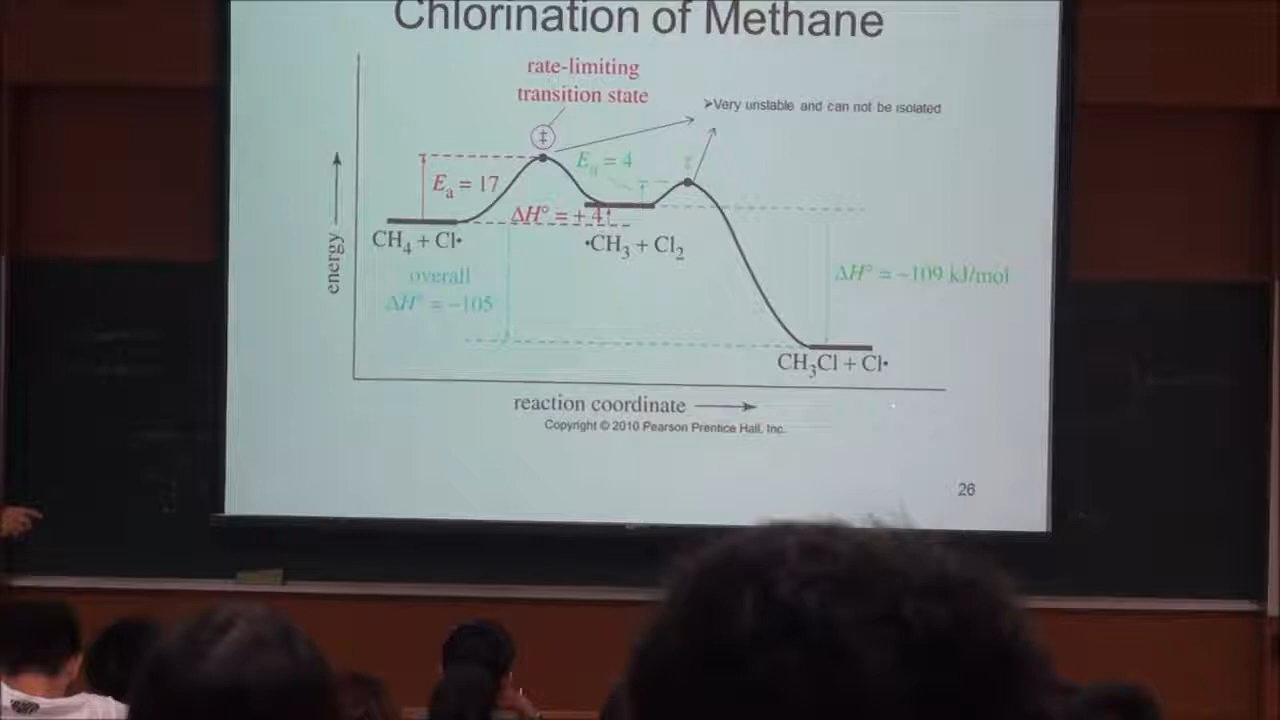 Chlorination of Methane
rate-limiting
transition state
➢Very unstable and can not be isolated
‡
Eₐ = 4
‡
Eₐ = 17
ΔH° = + 4
CH₄ + Cl•
•CH₃ + Cl₂
energy
overall
ΔH° = −105
ΔH° = −109 kJ/mol
CH₃Cl + Cl•
reaction coordinate
Copyright © 2010 Pearson Prentice Hall, Inc.
26